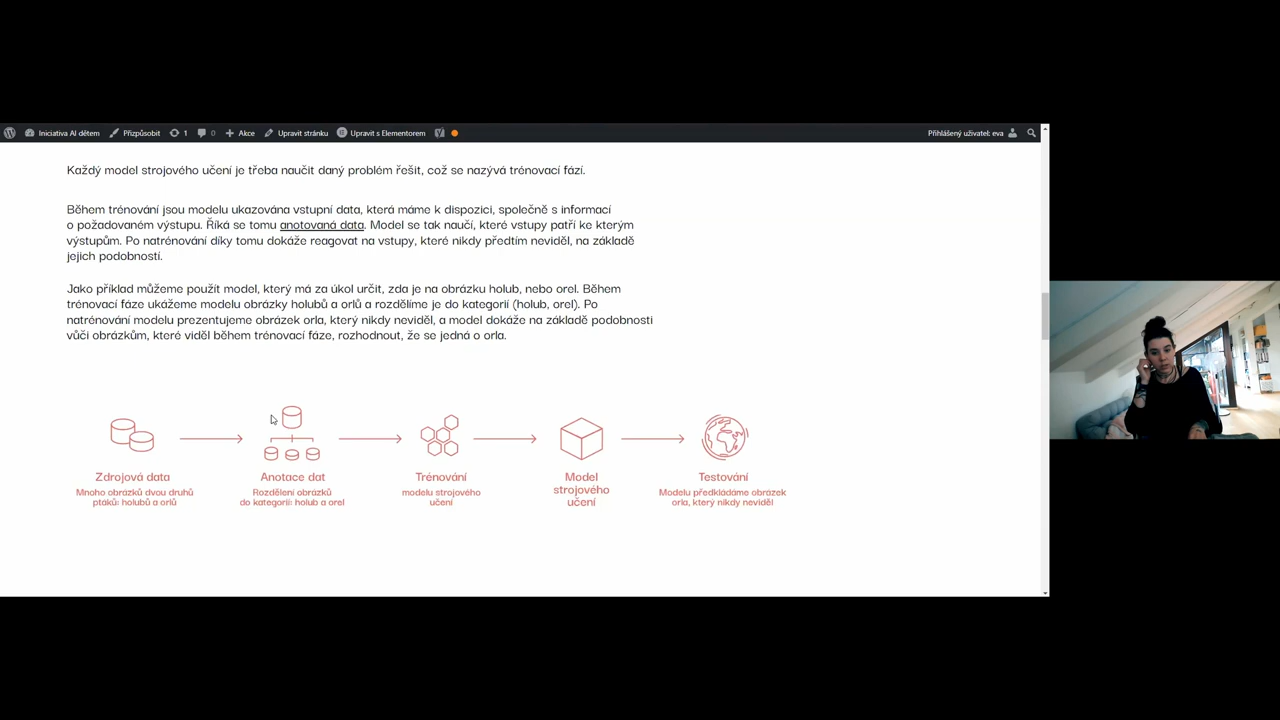 Iniciativa AI dětem Přizpůsobit 1 0 Akce Upravit stránku Upravit s Elementorem Přihlášený uživatel: eva
Každý model strojového učení je třeba naučit daný problém řešit, což se nazývá trénovací fází.
Během trénování jsou modelu ukazována vstupní data, která máme k dispozici, společně s informací
o požadovaném výstupu. Říká se tomu anotovaná data. Model se tak naučí, které vstupy patří ke kterým
výstupům. Po natrénování díky tomu dokáže reagovat na vstupy, které nikdy předtím neviděl, na základě
jejich podobností.
Jako příklad můžeme použít model, který má za úkol určit, zda je na obrázku holub, nebo orel. Během
trénovací fáze ukážeme modelu obrázky holubů a orlů a rozdělíme je do kategorií (holub, orel). Po
natrénování modelu prezentujeme obrázek orla, který nikdy neviděl, a model dokáže na základě podobnosti
vůči obrázkům, které viděl během trénovací fáze, rozhodnout, že se jedná o orla.
Zdrojová data
Mnoho obrázků dvou druhů
ptáků: holubů a orlů
Anotace dat
Rozdělení obrázků
do kategorií: holub a orel
Trénování
modelu strojového
učení
Model
strojového
učení
Testování
Modelu předkládáme obrázek
orla, který nikdy neviděl